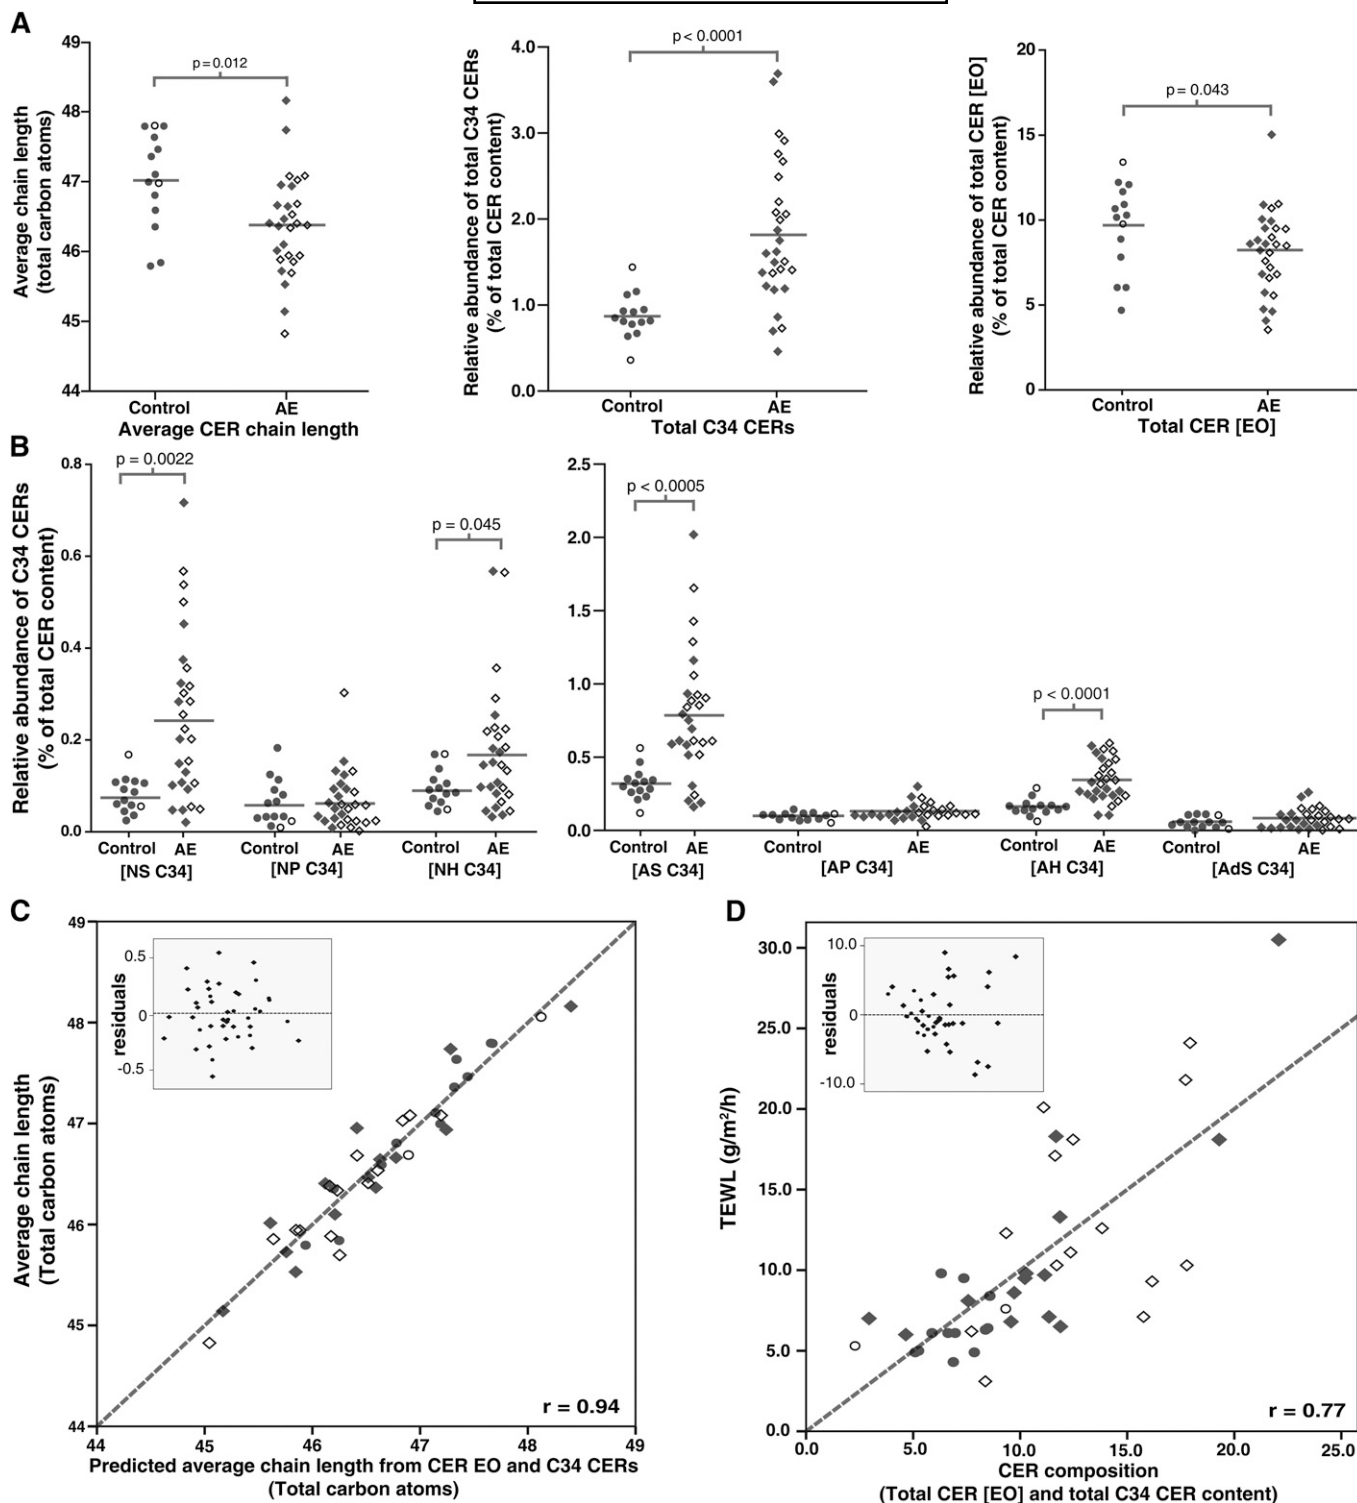 A
49
48
47
46
45
44
Average chain length
(total carbon atoms)
p = 0.012
Control AE
Average CER chain length
4.0
3.0
2.0
1.0
0.0
Relative abundance of total C34 CERs
(% of total CER content)
p < 0.0001
Control AE
Total C34 CERs
20
15
10
5
0
Relative abundance of total CER [EO]
(% of total CER content)
p = 0.043
Control AE
Total CER [EO]
B
0.8
0.6
0.4
0.2
0.0
Relative abundance of C34 CERs
(% of total CER content)
p = 0.0022
p = 0.045
Control AE Control AE Control AE
[NS C34] [NP C34] [NH C34]
2.5
2.0
1.5
1.0
0.5
0.0
p < 0.0005
p < 0.0001
Control AE Control AE Control AE Control AE
[AS C34] [AP C34] [AH C34] [AdS C34]
C
49
48
47
46
45
44
Average chain length
(Total carbon atoms)
residuals
0.5
0
-0.5
r = 0.94
44 45 46 47 48 49
Predicted average chain length from CER EO and C34 CERs
(Total carbon atoms)
D
30.0
25.0
20.0
15.0
10.0
5.0
0.0
TEWL (g/m²/h)
residuals
10.0
0
-10.0
r = 0.77
0.0 5.0 10.0 15.0 20.0 25.0
CER composition
(Total CER [EO] and total C34 CER content)